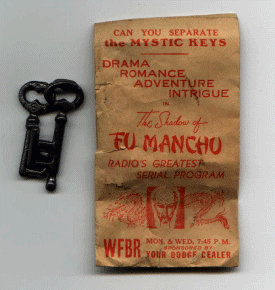 CAN YOU SEPARATE
the MYSTIC KEYS
DRAMA
ROMANCE
ADVENTURE
INTRIGUE
IN
The Shadow of
FU MANCHU
RADIO'S GREATEST
SERIAL PROGRAM
WFBR
MON. & WED. 7:45 P.M.
SPONSORED BY
YOUR DODGE DEALER